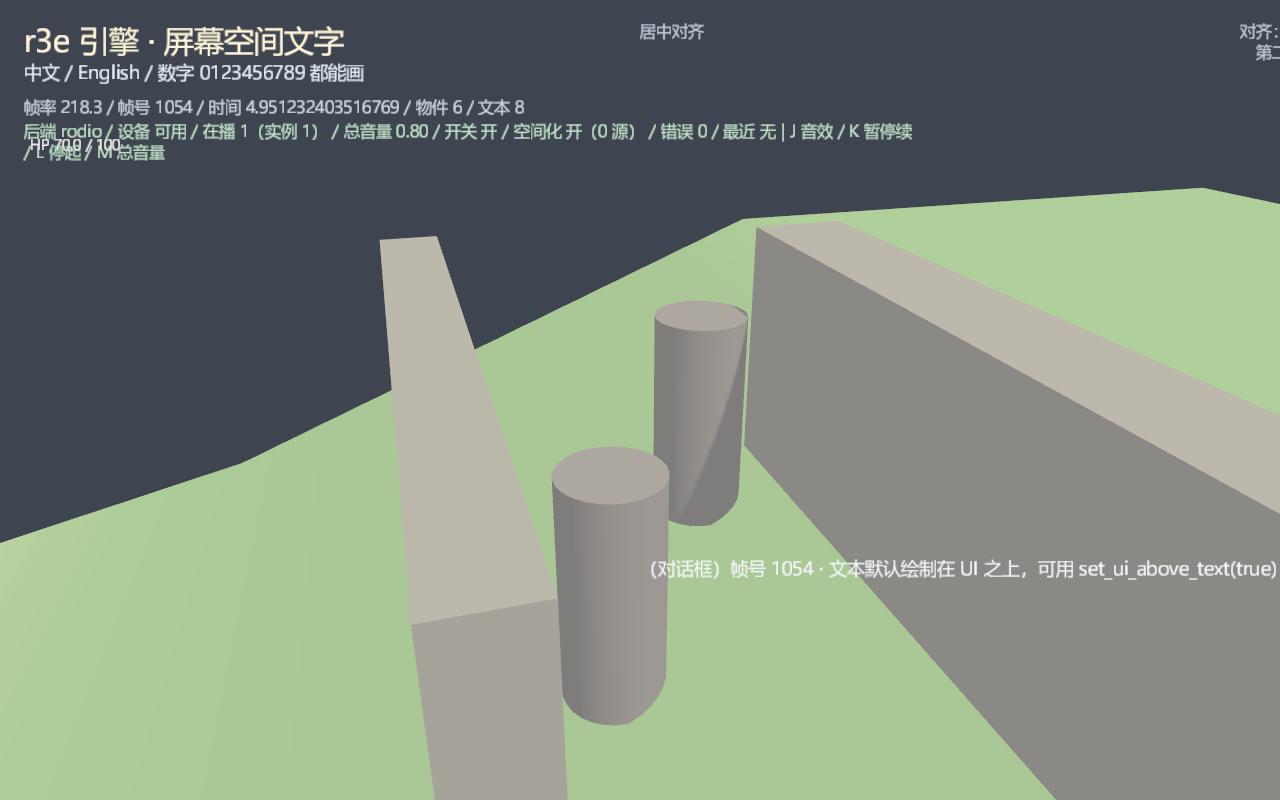 r3e 引擎 · 屏幕空间文字
居中对齐
对齐:
第二
中文 / English / 数字 0123456789 都能画
帧率 218.3 / 帧号 1054 / 时间 4.951232403516769 / 物件 6 / 文本 8
后端 rodio / 设备 可用 / 在播 1（实例 1） / 总音量 0.80 / 开关 开 / 空间化 开（0 源） / 错误 0 / 最近 无 | J 音效 / K 暂停续
HP 70.0 / 100
/ L 停起 / M 总音量
（对话框）帧号 1054 · 文本默认绘制在 UI 之上，可用 set_ui_above_text(true)